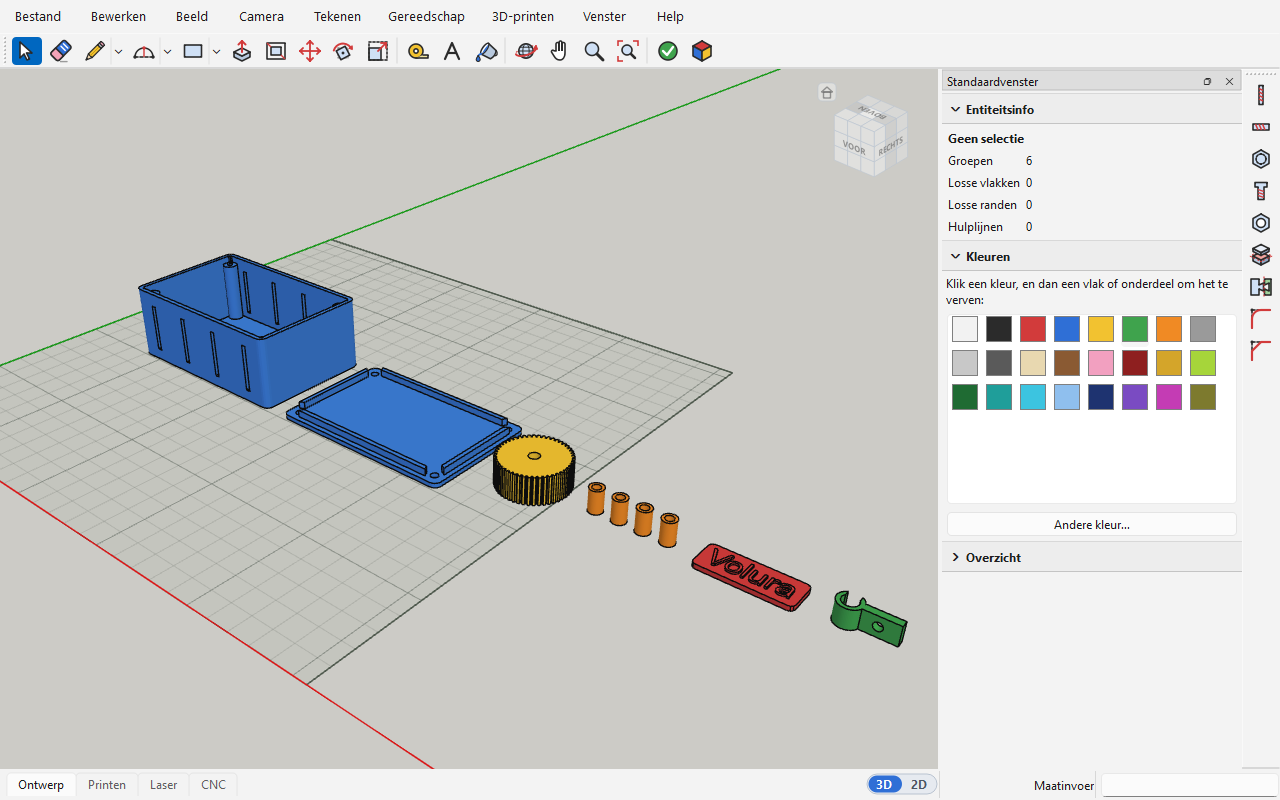 Bestand Bewerken Beeld Camera Tekenen Gereedschap 3D-printen Venster Help
Standaardvenster
Entiteitsinfo
Geen selectie
Groepen 6
Losse vlakken 0
Losse randen 0
Hulplijnen 0
Kleuren
Klik een kleur, en dan een vlak of onderdeel om het te
verven:
Andere kleur...
Overzicht
BOVEN
VOOR
RECHTS
Volura
Ontwerp Printen Laser CNC
3D 2D
Maatinvoer